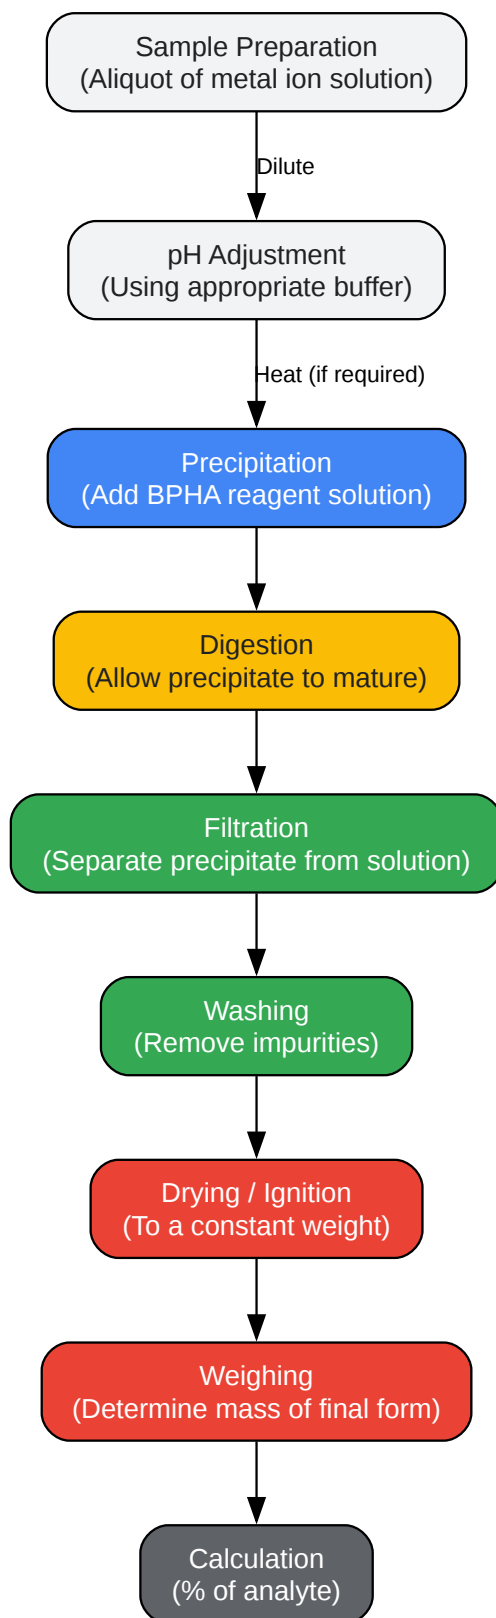 Sample Preparation
(Aliquot of metal ion solution)
Dilute
pH Adjustment
(Using appropriate buffer)
Heat (if required)
Precipitation
(Add BPHA reagent solution)
Digestion
(Allow precipitate to mature)
Filtration
(Separate precipitate from solution)
Washing
(Remove impurities)
Drying / Ignition
(To a constant weight)
Weighing
(Determine mass of final form)
Calculation
(% of analyte)